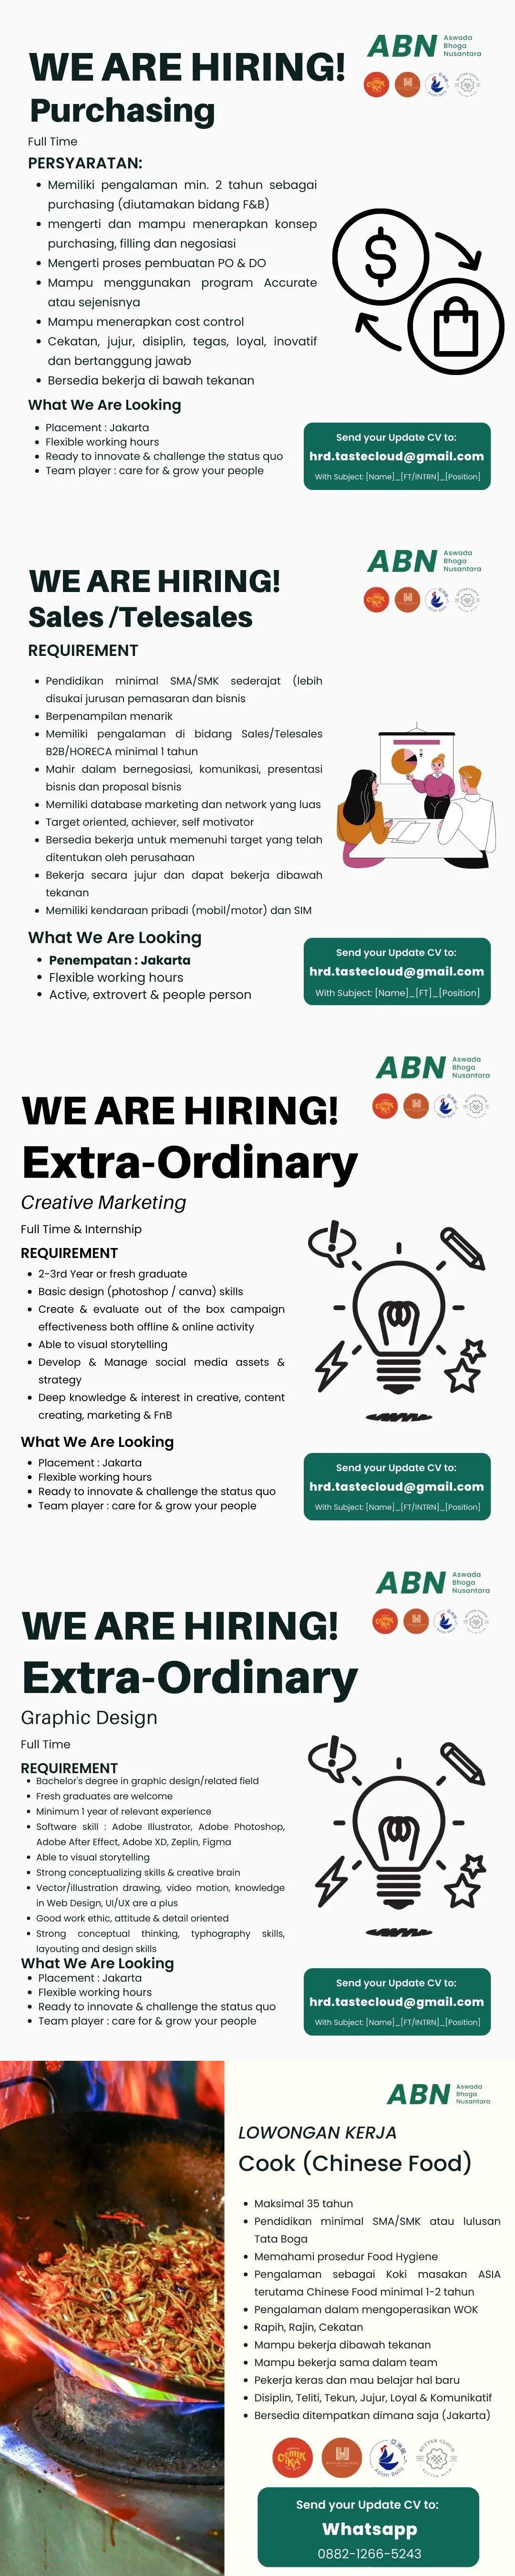 ABN Aswada
Bhoga
Nusantara
WE ARE HIRING!
Purchasing
Full Time
PERSYARATAN:
• Memiliki pengalaman min. 2 tahun sebagai
purchasing (diutamakan bidang F&B)
• mengerti dan mampu menerapkan konsep
purchasing, filling dan negosiasi
• Mengerti proses pembuatan PO & DO
• Mampu menggunakan program Accurate
atau sejenisnya
• Mampu menerapkan cost control
• Cekatan, jujur, disiplin, tegas, loyal, inovatif
dan bertanggung jawab
• Bersedia bekerja di bawah tekanan
What We Are Looking
• Placement : Jakarta
• Flexible working hours
• Ready to innovate & challenge the status quo
• Team player : care for & grow your people
Send your Update CV to:
hrd.tastecloud@gmail.com
With Subject: [Name]_[FT/INTRN]_[Position]
ABN Aswada
Bhoga
Nusantara
WE ARE HIRING!
Sales /Telesales
REQUIREMENT
• Pendidikan minimal SMA/SMK sederajat (lebih
disukai jurusan pemasaran dan bisnis
• Berpenampilan menarik
• Memiliki pengalaman di bidang Sales/Telesales
B2B/HORECA minimal 1 tahun
• Mahir dalam bernegosiasi, komunikasi, presentasi
bisnis dan proposal bisnis
• Memiliki database marketing dan network yang luas
• Target oriented, achiever, self motivator
• Bersedia bekerja untuk memenuhi target yang telah
ditentukan oleh perusahaan
• Bekerja secara jujur dan dapat bekerja dibawah
tekanan
• Memiliki kendaraan pribadi (mobil/motor) dan SIM
What We Are Looking
• Penempatan : Jakarta
• Flexible working hours
• Active, extrovert & people person
Send your Update CV to:
hrd.tastecloud@gmail.com
With Subject: [Name]_[FT]_[Position]
ABN Aswada
Bhoga
Nusantara
WE ARE HIRING!
Extra-Ordinary
Creative Marketing
Full Time & Internship
REQUIREMENT
• 2-3rd Year or fresh graduate
• Basic design (photoshop / canva) skills
• Create & evaluate out of the box campaign
effectiveness both offline & online activity
• Able to visual storytelling
• Develop & Manage social media assets &
strategy
• Deep knowledge & interest in creative, content
creating, marketing & FnB
What We Are Looking
• Placement : Jakarta
• Flexible working hours
• Ready to innovate & challenge the status quo
• Team player : care for & grow your people
Send your Update CV to:
hrd.tastecloud@gmail.com
With Subject: [Name]_[FT/INTRN]_[Position]
ABN Aswada
Bhoga
Nusantara
WE ARE HIRING!
Extra-Ordinary
Graphic Design
Full Time
REQUIREMENT
• Bachelor's degree in graphic design/related field
• Fresh graduates are welcome
• Minimum 1 year of relevant experience
• Software skill : Adobe Illustrator, Adobe Photoshop,
Adobe After Effect, Adobe XD, Zeplin, Figma
• Able to visual storytelling
• Strong conceptualizing skills & creative brain
• Vector/illustration drawing, video motion, knowledge
in Web Design, UI/UX are a plus
• Good work ethic, attitude & detail oriented
• Strong conceptual thinking, typhography skills,
layouting and design skills
What We Are Looking
• Placement : Jakarta
• Flexible working hours
• Ready to innovate & challenge the status quo
• Team player : care for & grow your people
Send your Update CV to:
hrd.tastecloud@gmail.com
With Subject: [Name]_[FT/INTRN]_[Position]
ABN Aswada
Bhoga
Nusantara
LOWONGAN KERJA
Cook (Chinese Food)
• Maksimal 35 tahun
• Pendidikan minimal SMA/SMK atau lulusan
Tata Boga
• Memahami prosedur Food Hygiene
• Pengalaman sebagai Koki masakan ASIA
terutama Chinese Food minimal 1-2 tahun
• Pengalaman dalam mengoperasikan WOK
• Rapih, Rajin, Cekatan
• Mampu bekerja dibawah tekanan
• Mampu bekerja sama dalam team
• Pekerja keras dan mau belajar hal baru
• Disiplin, Teliti, Tekun, Jujur, Loyal & Komunikatif
• Bersedia ditempatkan dimana saja (Jakarta)
Asian Belly
BUTTER CLOUD
Send your Update CV to:
Whatsapp
0882-1266-5243